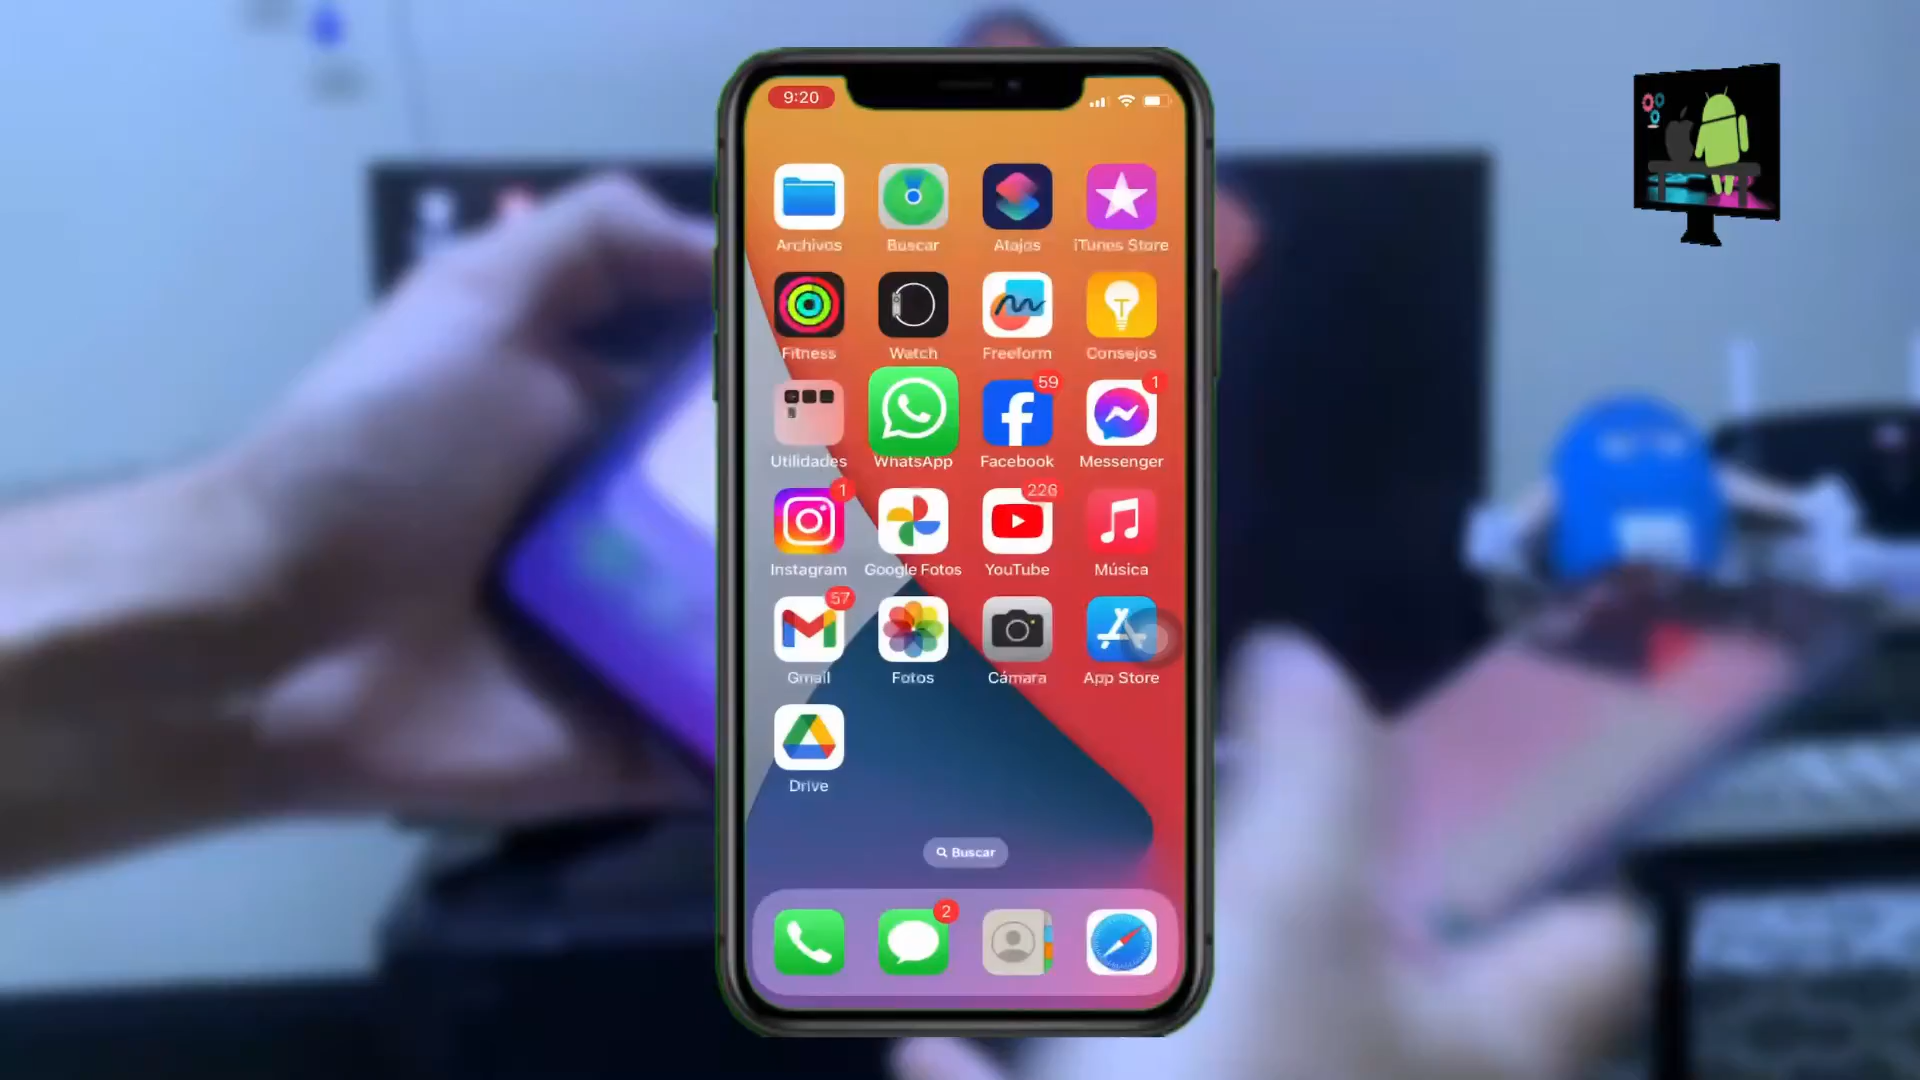 9:20
Archivos Buscar Atajos iTunes Store
Fitness Watch Freeform Consejos
59 1
Utilidades WhatsApp Facebook Messenger
1 226
Instagram Google Fotos YouTube Música
57
Gmail Fotos Cámara App Store
Drive
Buscar
2